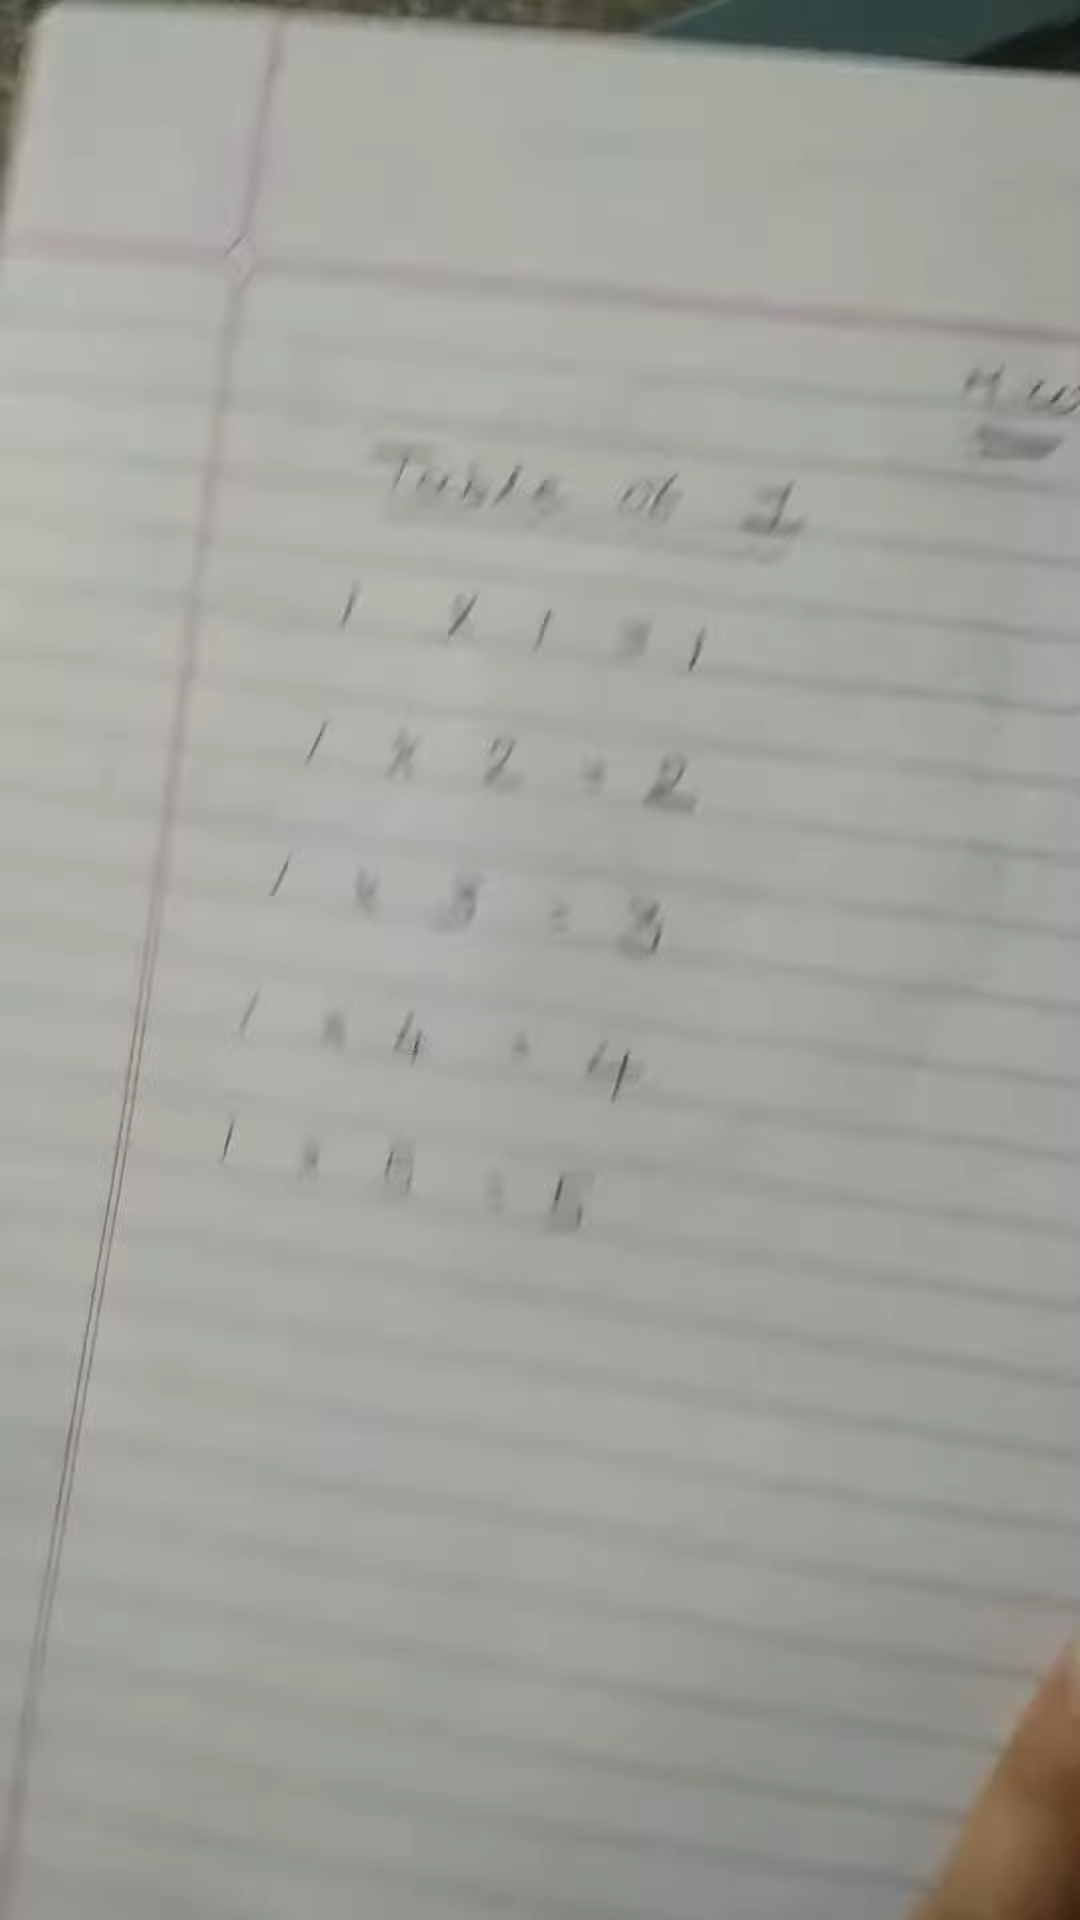 H.W
Table of 1
1 x 1 = 1
1 x 2 = 2
1 x 3 = 3
1 x 4 = 4
1 x 5 = 5